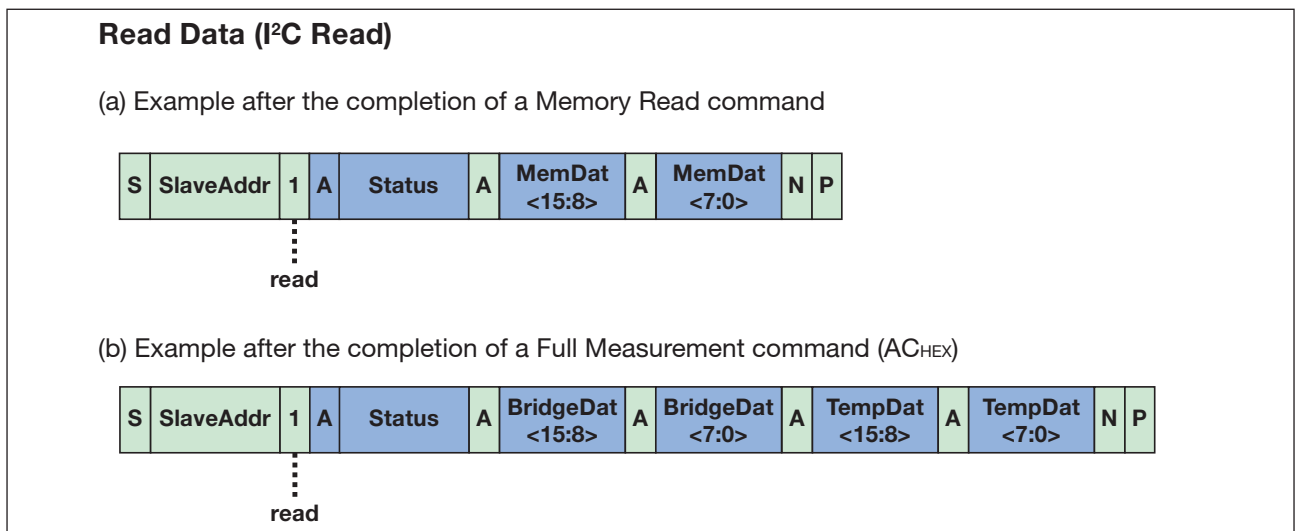 Read Data (I²C Read)
(a) Example after the completion of a Memory Read command
S SlaveAddr 1 A Status A MemDat <15:8> A MemDat <7:0> N P
read
(b) Example after the completion of a Full Measurement command (ACHEX)
S SlaveAddr 1 A Status A BridgeDat <15:8> A BridgeDat <7:0> A TempDat <15:8> A TempDat <7:0> N P
read